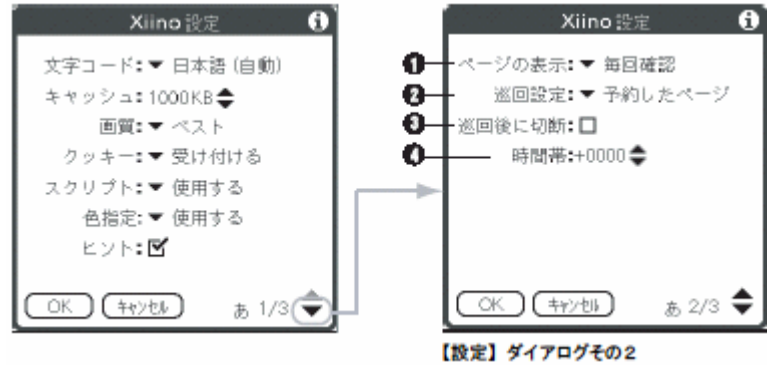 Xiino 設定
文字コード: 日本語 (自動)
キャッシュ: 1000KB
画質: ベスト
クッキー: 受け付ける
スクリプト: 使用する
色指定: 使用する
ヒント:
OK キャンセル あ 1/3
Xiino 設定
❶ ページの表示: 毎回確認
❷ 巡回設定: 予約したページ
❸ 巡回後に切断:
❹ 時間帯:+0000
OK キャンセル あ 2/3
【設定】ダイアログその2